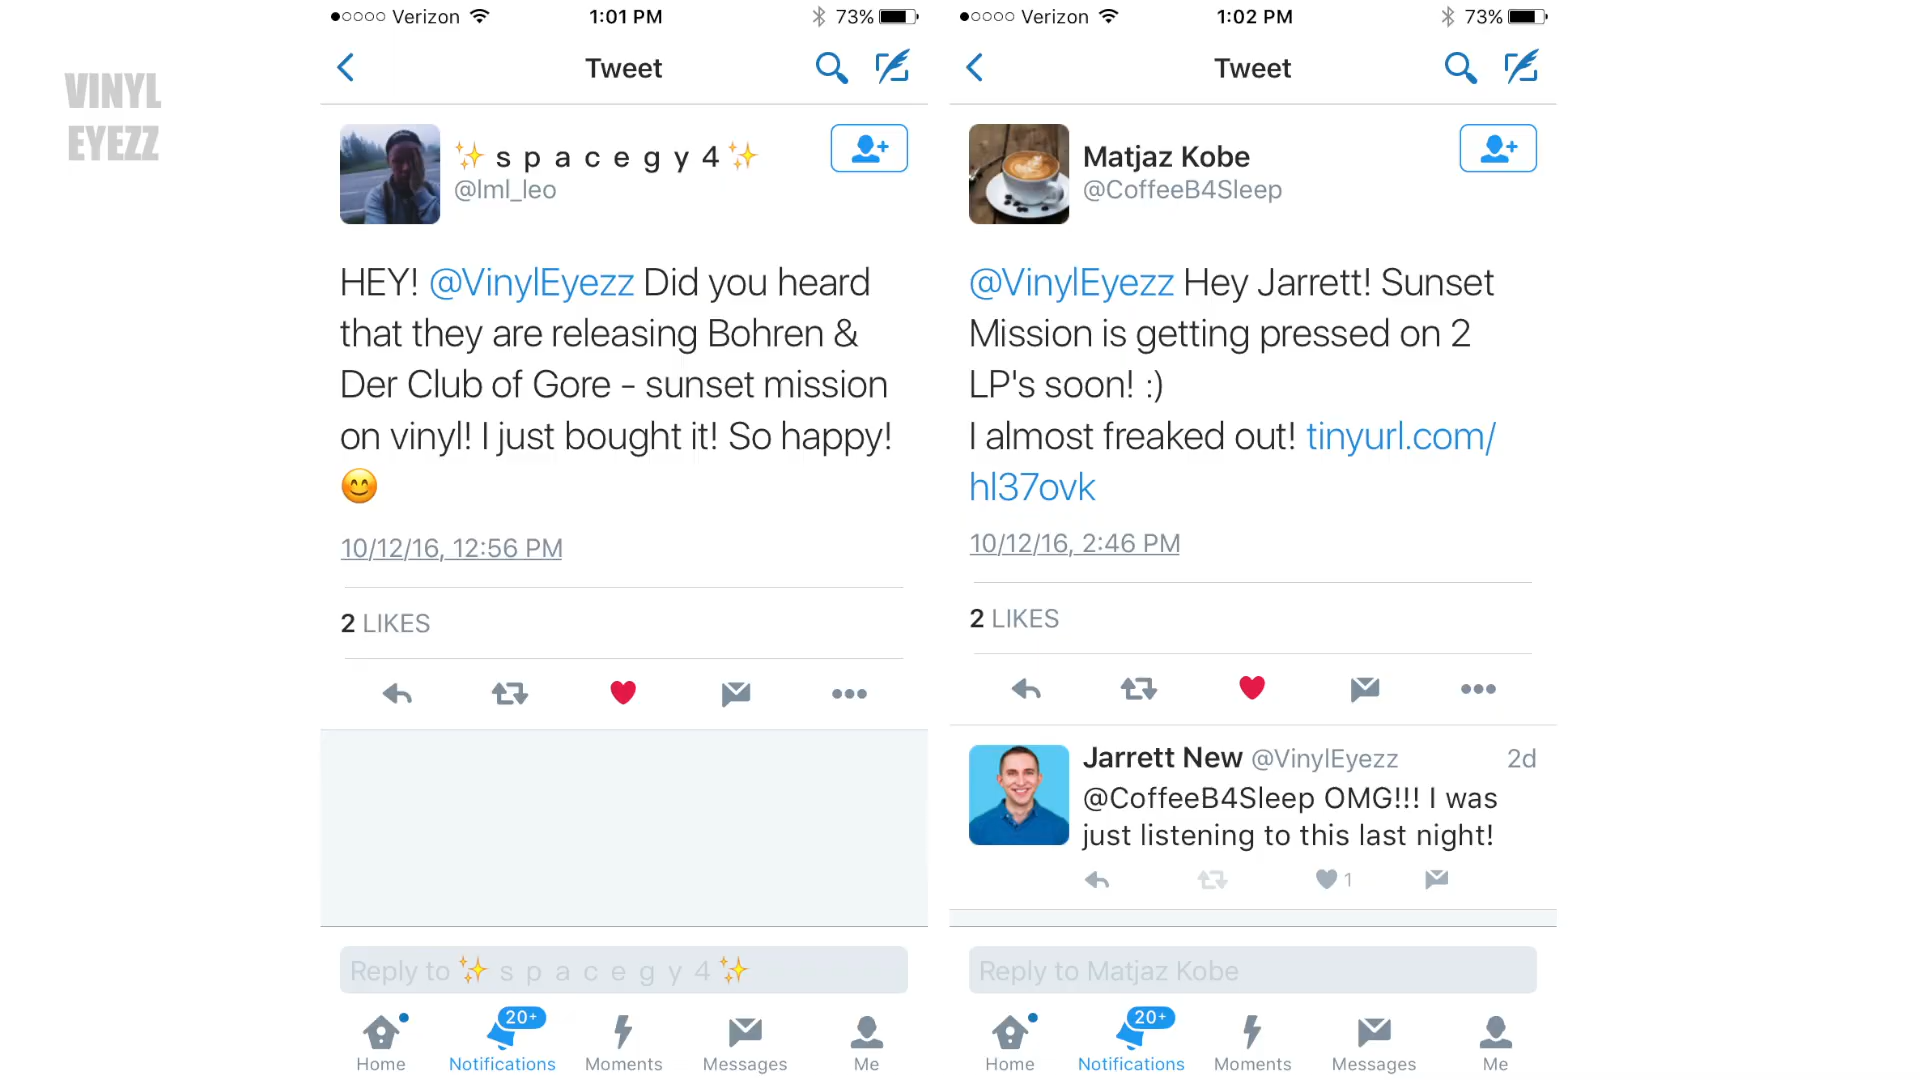 VINYL
EYEZZ
Verizon 1:01 PM 73%
Tweet
✨ s p a c e g y 4 ✨
@lml_leo
HEY! @VinylEyezz Did you heard
that they are releasing Bohren &
Der Club of Gore - sunset mission
on vinyl! I just bought it! So happy!
😊
10/12/16, 12:56 PM
2 LIKES
Reply to ✨ s p a c e g y 4 ✨
20+
Home Notifications Moments Messages Me
Verizon 1:02 PM 73%
Tweet
Matjaz Kobe
@CoffeeB4Sleep
@VinylEyezz Hey Jarrett! Sunset
Mission is getting pressed on 2
LP's soon! :)
I almost freaked out! tinyurl.com/
hl37ovk
10/12/16, 2:46 PM
2 LIKES
Jarrett New @VinylEyezz 2d
@CoffeeB4Sleep OMG!!! I was
just listening to this last night!
1
Reply to Matjaz Kobe
20+
Home Notifications Moments Messages Me